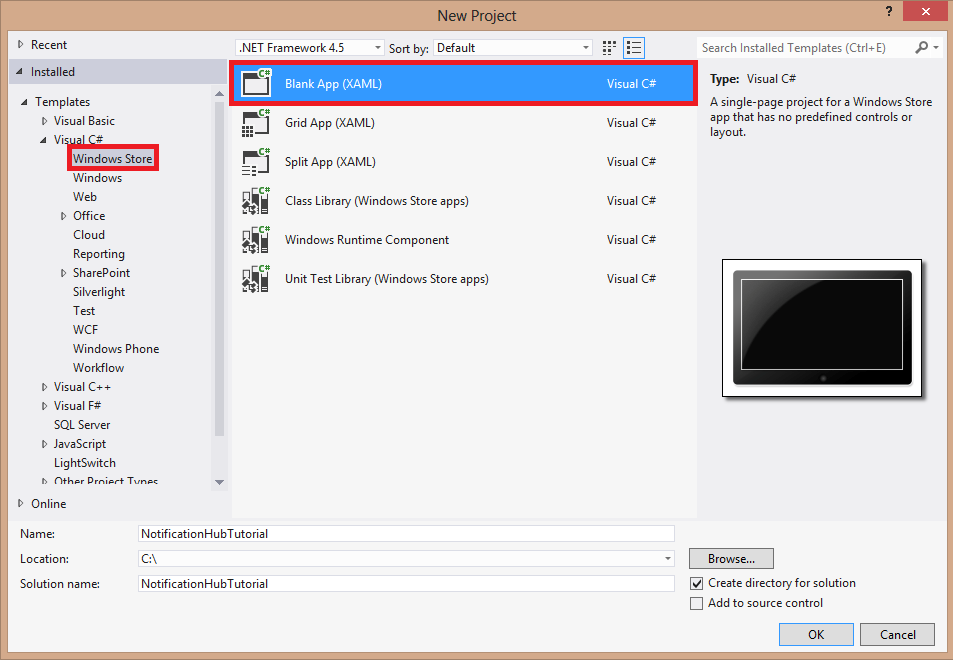 New Project
?
Recent
Installed
Templates
Visual Basic
Visual C#
Windows Store
Windows
Web
Office
Cloud
Reporting
SharePoint
Silverlight
Test
WCF
Windows Phone
Workflow
Visual C++
Visual F#
SQL Server
JavaScript
LightSwitch
Other Project Types
Online
.NET Framework 4.5 Sort by: Default
C# Blank App (XAML) Visual C#
C# Grid App (XAML) Visual C#
C# Split App (XAML) Visual C#
C# Class Library (Windows Store apps) Visual C#
C# Windows Runtime Component Visual C#
C# Unit Test Library (Windows Store apps) Visual C#
Search Installed Templates (Ctrl+E)
Type: Visual C#
A single-page project for a Windows Store
app that has no predefined controls or
layout.
Name: NotificationHubTutorial
Location: C:\ Browse...
Solution name: NotificationHubTutorial
Create directory for solution
Add to source control
OK Cancel